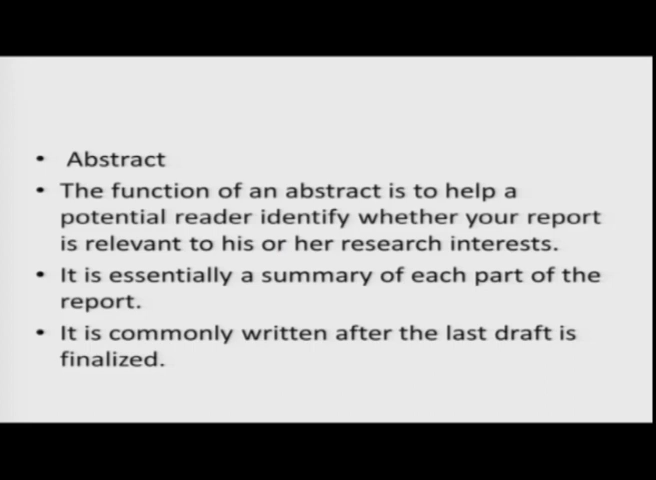 • Abstract
• The function of an abstract is to help a
potential reader identify whether your report
is relevant to his or her research interests.
• It is essentially a summary of each part of the
report.
• It is commonly written after the last draft is
finalized.